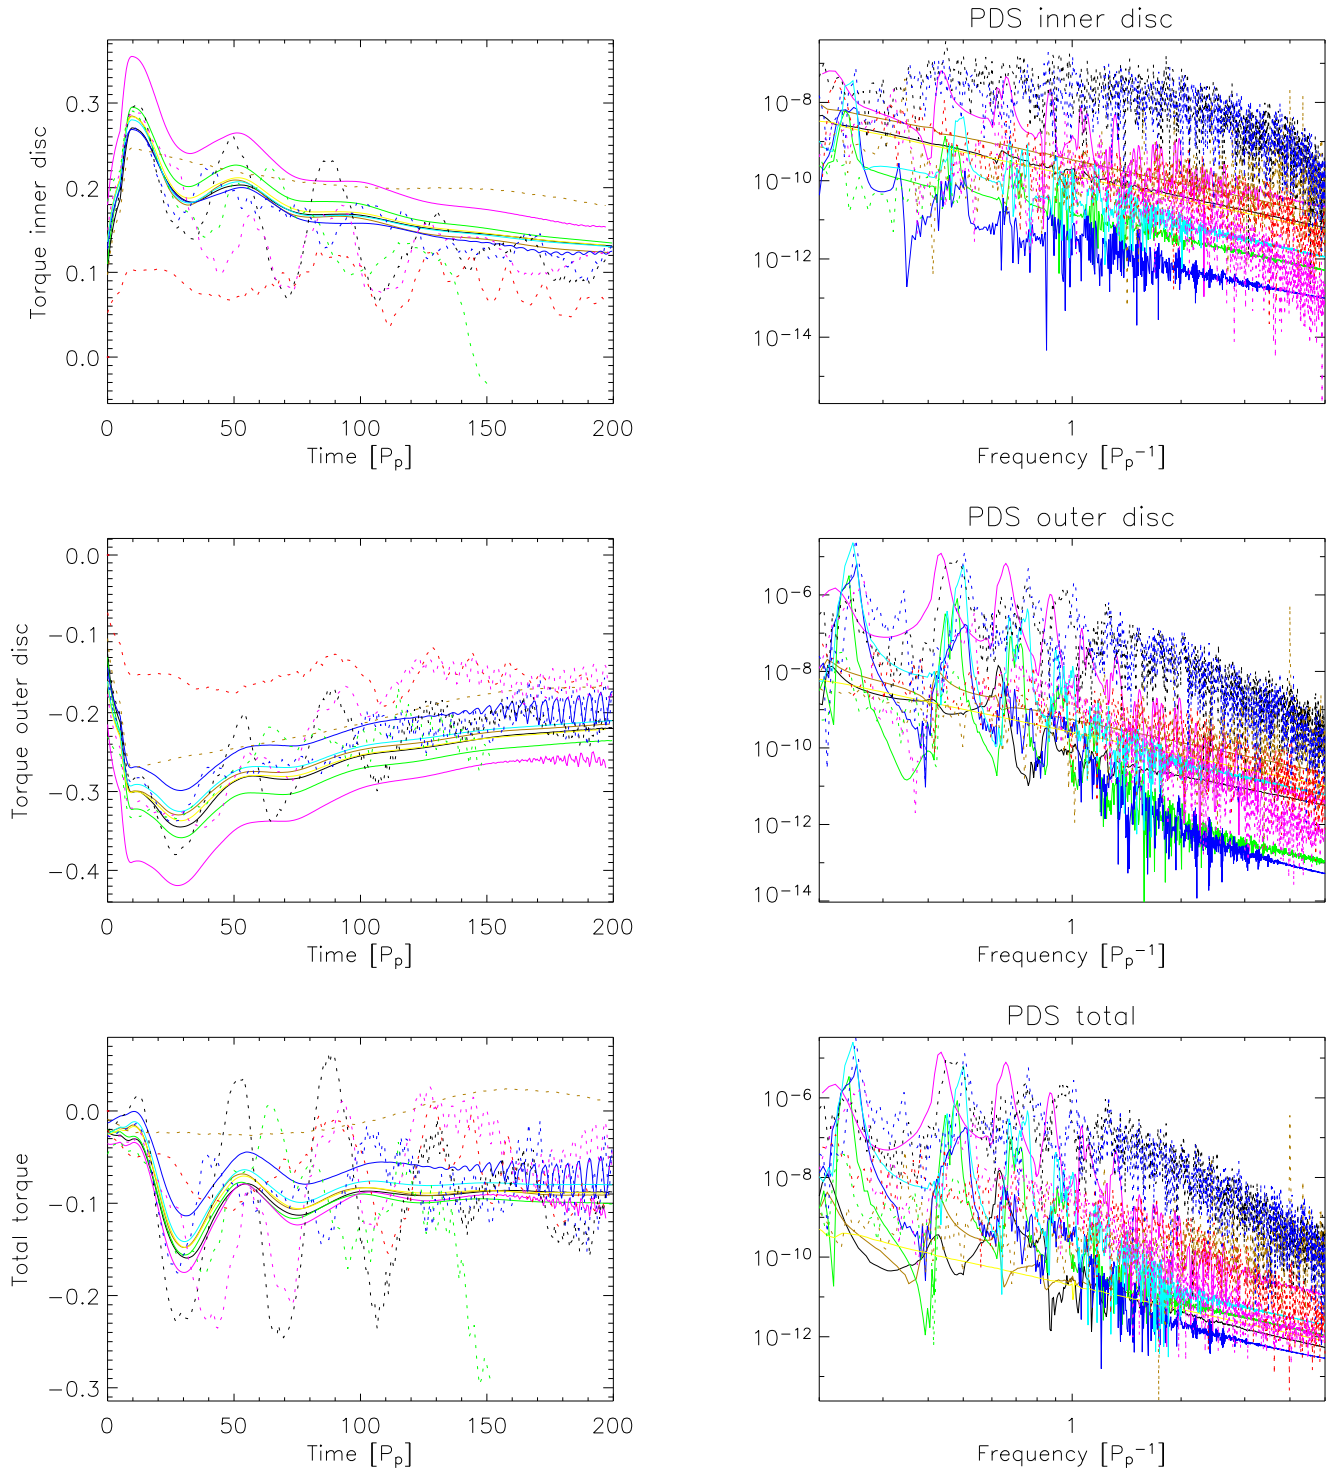 PDS inner disc
Torque inner disc
0.3
0.2
0.1
0.0
0 50 100 150 200
Time [Pp]
10⁻⁸
10⁻¹⁰
10⁻¹²
10⁻¹⁴
1
Frequency [Pp⁻¹]
PDS outer disc
Torque outer disc
0.0
−0.1
−0.2
−0.3
−0.4
0 50 100 150 200
Time [Pp]
10⁻⁶
10⁻⁸
10⁻¹⁰
10⁻¹²
10⁻¹⁴
1
Frequency [Pp⁻¹]
PDS total
Total torque
0.0
−0.1
−0.2
−0.3
0 50 100 150 200
Time [Pp]
10⁻⁶
10⁻⁸
10⁻¹⁰
10⁻¹²
1
Frequency [Pp⁻¹]